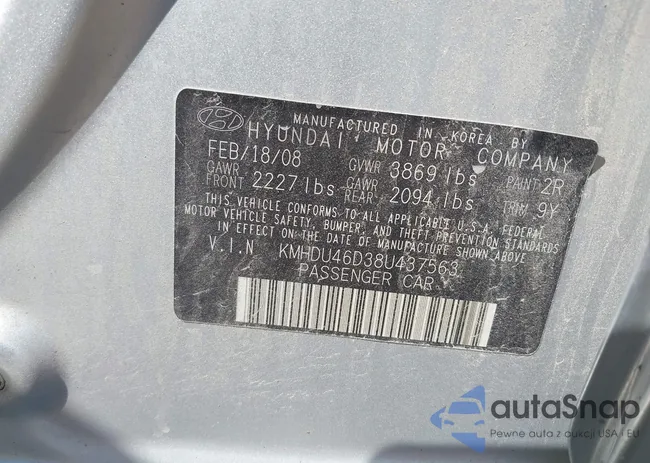 MANUFACTURED IN KOREA BY
HYUNDAI MOTOR COMPANY
FEB/18/08 GVWR 3869 lbs PAINT 2R
GAWR FRONT 2227 lbs GAWR REAR 2094 lbs TRIM 9Y
THIS VEHICLE CONFORMS TO ALL APPLICABLE U.S.A. FEDERAL
MOTOR VEHICLE SAFETY, BUMPER, AND THEFT PREVENTION STANDARDS
IN EFFECT ON THE DATE OF MANUFACTURE SHOWN ABOVE
V.I.N KMHDU46D38U437563
PASSENGER CAR
autaSnap
Pewne auta z aukcji USA i EU